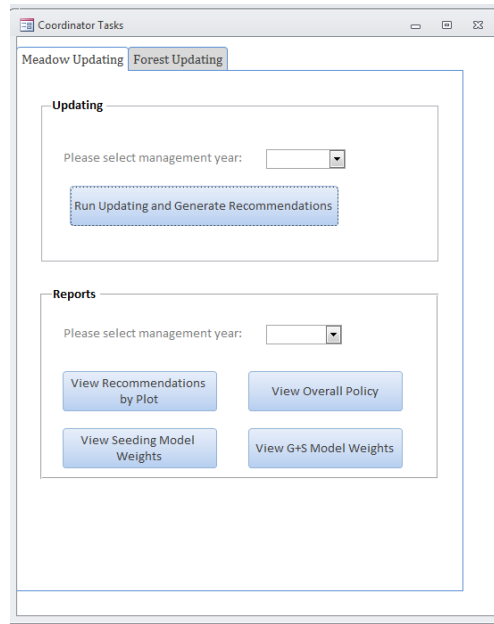 Coordinator Tasks
Meadow Updating Forest Updating
Updating
Please select management year:
Run Updating and Generate Recommendations
Reports
Please select management year:
View Recommendations
by Plot
View Overall Policy
View Seeding Model
Weights
View G+S Model Weights